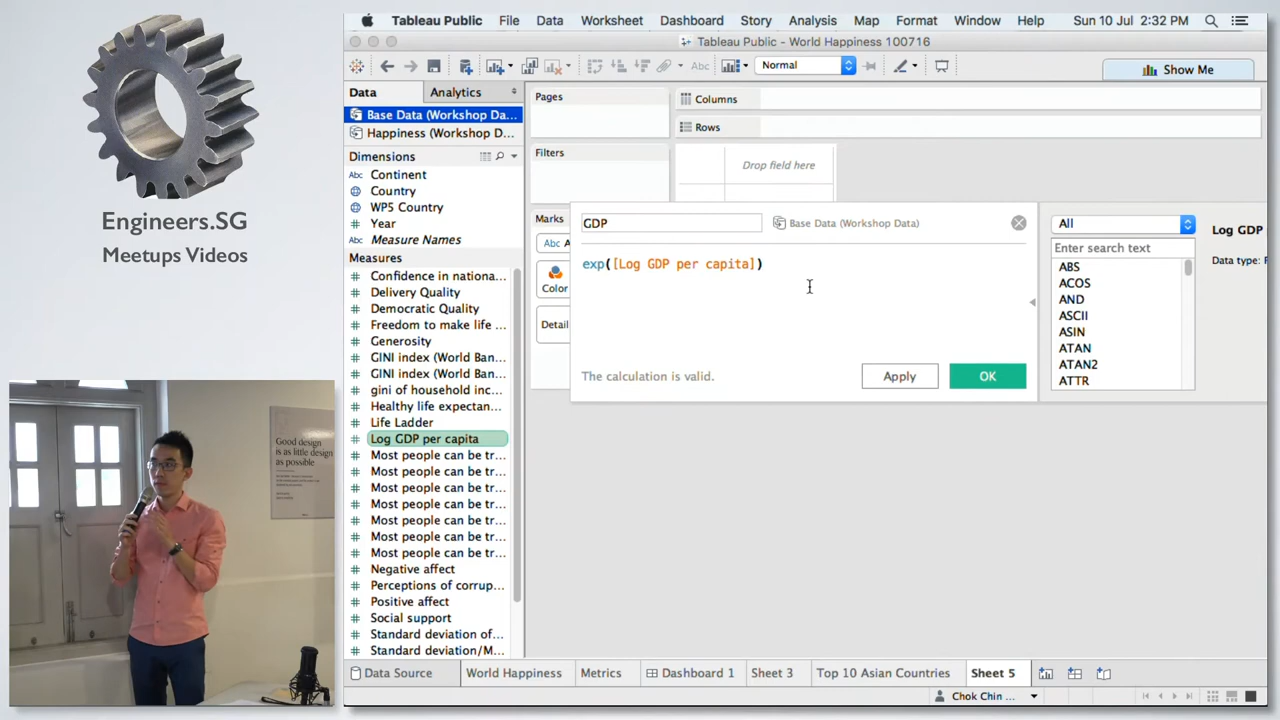 Engineers.SG
Meetups Videos
Good design
is as little design
as possible
Tableau Public File Data Worksheet Dashboard Story Analysis Map Format Window Help Sun 10 Jul 2:32 PM
Tableau Public - World Happiness 100716
Abc Normal Show Me
Data Analytics
Base Data (Workshop Da...
Happiness (Workshop D...
Dimensions
Abc Continent
Country
WP5 Country
# Year
Abc Measure Names
Measures
# Confidence in nationa...
# Delivery Quality
# Democratic Quality
# Freedom to make life ...
# Generosity
# GINI index (World Ban...
# GINI index (World Ban...
# gini of household inc...
# Healthy life expectan...
# Life Ladder
# Log GDP per capita
# Most people can be tr...
# Most people can be tr...
# Most people can be tr...
# Most people can be tr...
# Most people can be tr...
# Most people can be tr...
# Most people can be tr...
# Negative affect
# Perceptions of corrup...
# Positive affect
# Social support
# Standard deviation of...
# Standard deviation/M...
Pages
Filters
Marks
Abc A
Color
Detail
Columns
Rows
Drop field here
GDP Base Data (Workshop Data)
exp([Log GDP per capita])
The calculation is valid. Apply OK
All
Enter search text
ABS
ACOS
AND
ASCII
ASIN
ATAN
ATAN2
ATTR
Log GDP
Data type: F
Data Source World Happiness Metrics Dashboard 1 Sheet 3 Top 10 Asian Countries Sheet 5
Chok Chin ...